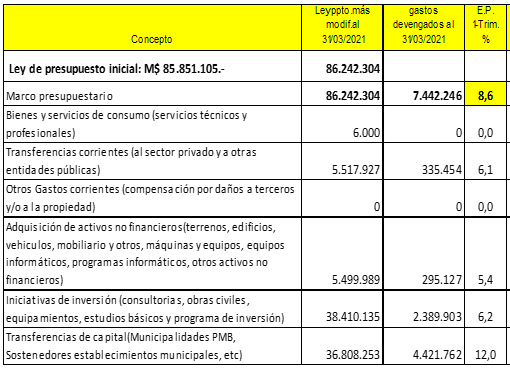 Concepto Leyppto.más modif.al 31/03/2021 gastos devengados al 31/03/2021 E.P. 1ºTrim. %
Ley de presupuesto inicial: M$ 85.851.105.- 86.242.304
Marco presupuestario 86.242.304 7.442.246 8,6
Bienes y servicios de consumo (servicios técnicos y
profesionales) 6.000 0 0,0
Transferencias corrientes (al sector privado y a otras
entidades públicas) 5.517.927 335.454 6,1
Otros Gastos corrientes (compensación por daños a terceros
y/o a la propiedad) 0 0 0,0
Adquisición de activos no financieros(terrenos, edificios,
vehiculos, mobiliario y otros, máquinas y equipos, equipos
informáticos, programas informáticos, otros activos no
financieros) 5.499.989 295.127 5,4
Iniciativas de inversión (consultorias, obras civiles,
equipamientos, estudios básicos y programa de inversión) 38.410.135 2.389.903 6,2
Transferencias de capital(Municipalidades PMB,
Sostenedores establecimientos municipales, etc) 36.808.253 4.421.762 12,0